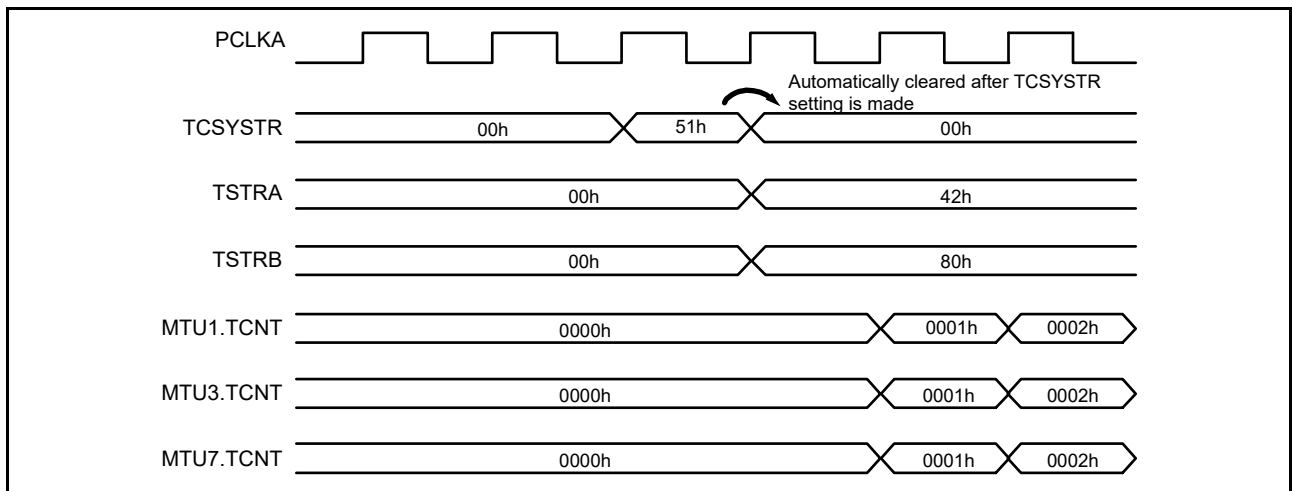 PCLKA
Automatically cleared after TCSYSTR
setting is made
TCSYSTR 00h 51h 00h
TSTRA 00h 42h
TSTRB 00h 80h
MTU1.TCNT 0000h 0001h 0002h
MTU3.TCNT 0000h 0001h 0002h
MTU7.TCNT 0000h 0001h 0002h